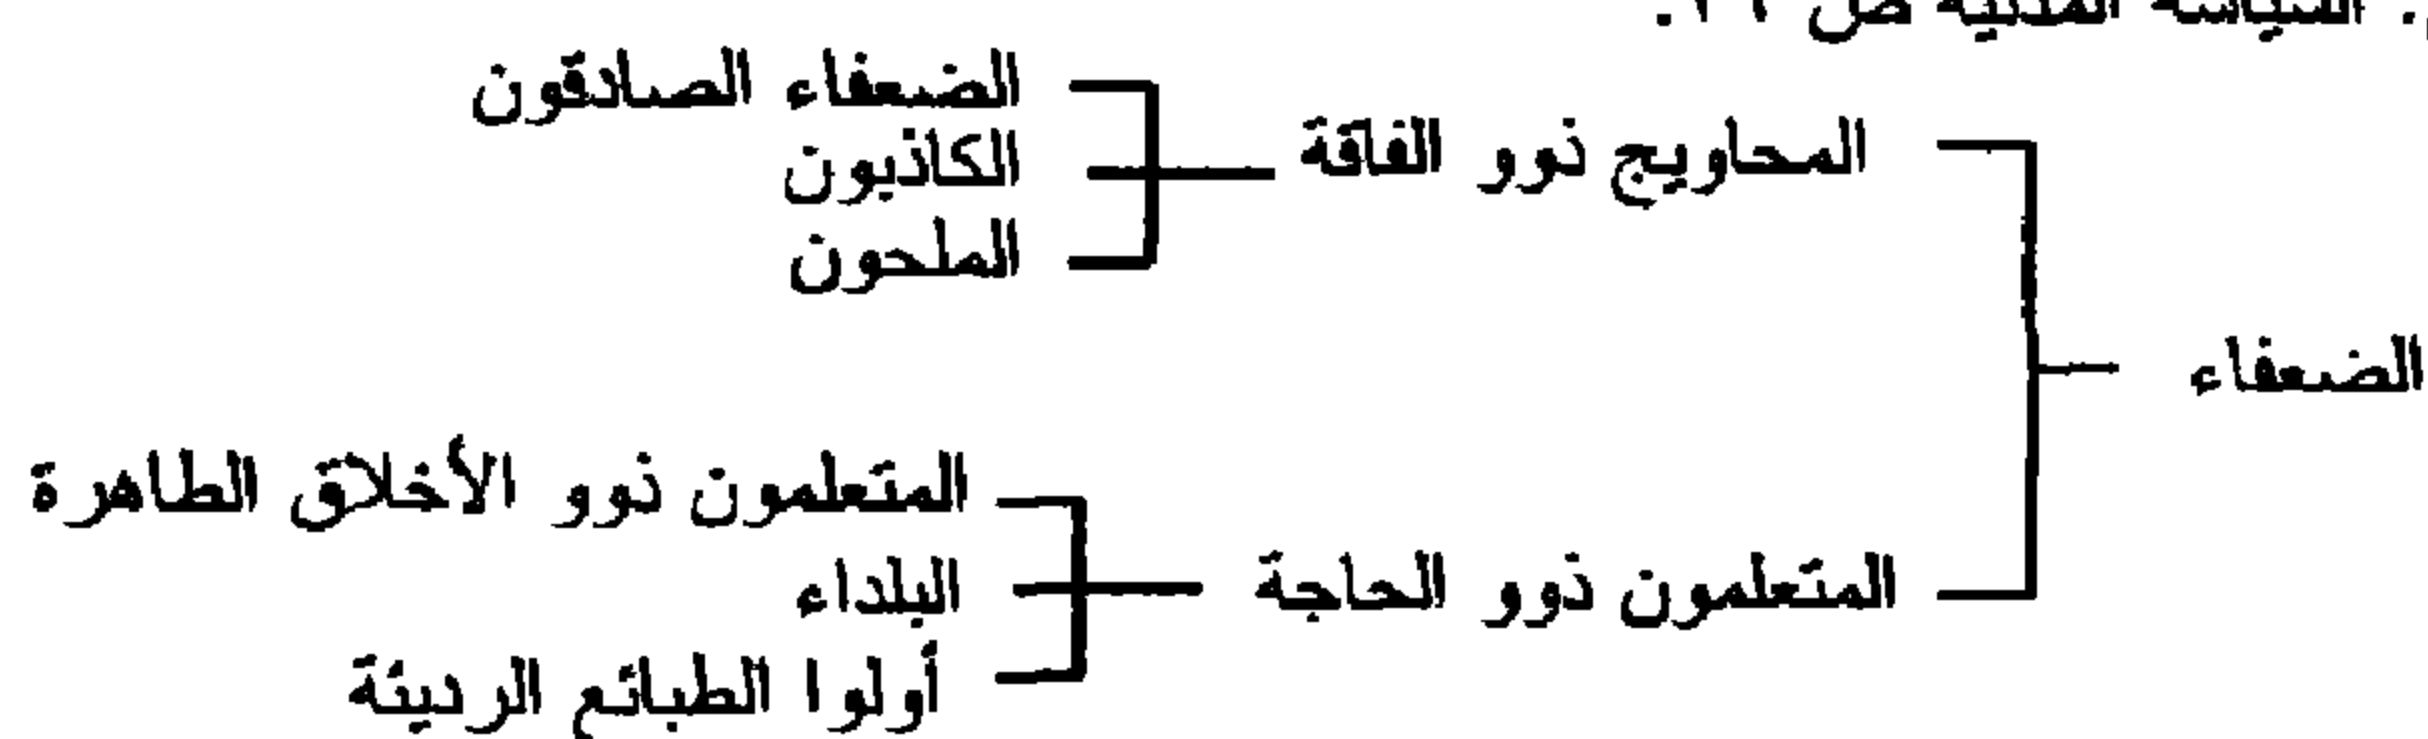 السياسة المدنية ص
الضعفاء
المحاويج ذوو الفاقة
الضعفاء الصادقون
الكاذبون
الملحون
المتعلمون ذوو الحاجة
المتعلمون ذوو الأخلاق الطاهرة
البلداء
أولوا الطبائع الرديئة